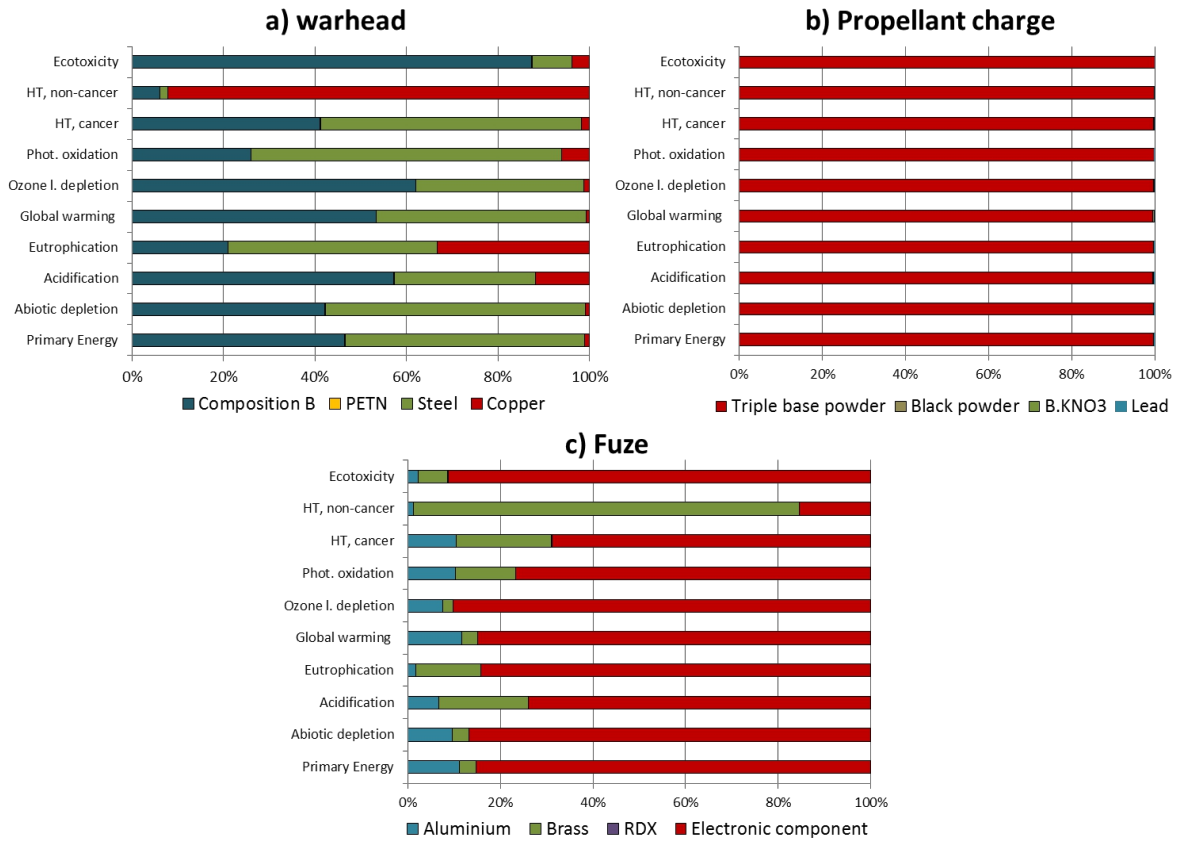 a) warhead
Ecotoxicity
HT, non-cancer
HT, cancer
Phot. oxidation
Ozone l. depletion
Global warming
Eutrophication
Acidification
Abiotic depletion
Primary Energy
0% 20% 40% 60% 80% 100%
Composition B PETN Steel Copper
b) Propellant charge
Ecotoxicity
HT, non-cancer
HT, cancer
Phot. oxidation
Ozone l. depletion
Global warming
Eutrophication
Acidification
Abiotic depletion
Primary Energy
0% 20% 40% 60% 80% 100%
Triple base powder Black powder B.KNO3 Lead
c) Fuze
Ecotoxicity
HT, non-cancer
HT, cancer
Phot. oxidation
Ozone l. depletion
Global warming
Eutrophication
Acidification
Abiotic depletion
Primary Energy
0% 20% 40% 60% 80% 100%
Aluminium Brass RDX Electronic component